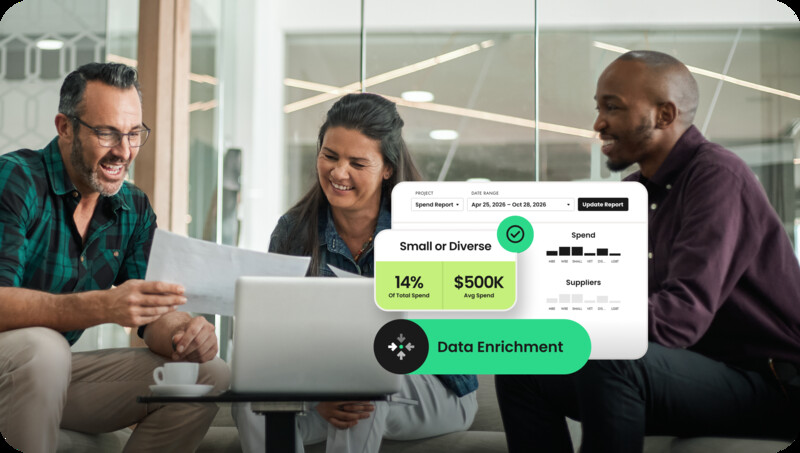 PROJECT
DATE RANGE
Spend Report
Apr 25, 2026 – Oct 28, 2026
Update Report
Small or Diverse
14%
Of Total Spend
$500K
Avg Spend
Spend
Suppliers
Data Enrichment